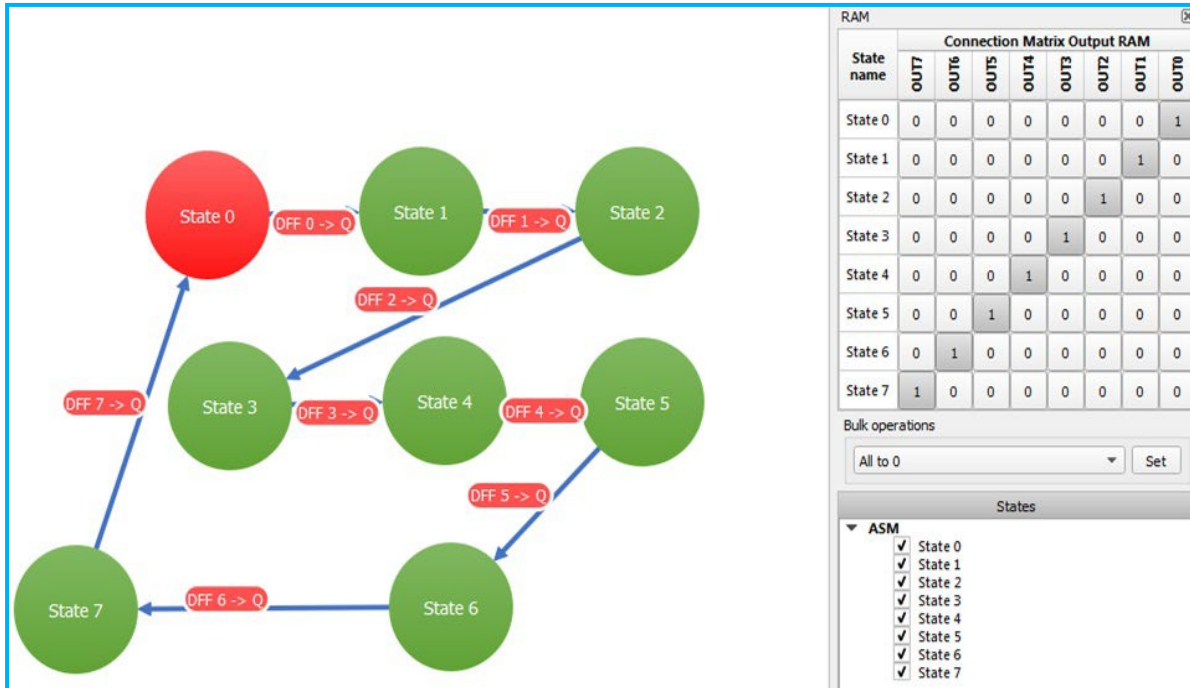 State 0
DFF 0 -> Q
State 1
DFF 1 -> Q
State 2
DFF 2 -> Q
State 3
DFF 3 -> Q
State 4
DFF 4 -> Q
State 5
DFF 5 -> Q
State 6
DFF 6 -> Q
State 7
DFF 7 -> Q
RAM
Connection Matrix Output RAM
State name OUT7 OUT6 OUT5 OUT4 OUT3 OUT2 OUT1 OUT0
State 0 0 0 0 0 0 0 0 1
State 1 0 0 0 0 0 0 1 0
State 2 0 0 0 0 0 1 0 0
State 3 0 0 0 0 1 0 0 0
State 4 0 0 0 1 0 0 0 0
State 5 0 0 1 0 0 0 0 0
State 6 0 1 0 0 0 0 0 0
State 7 1 0 0 0 0 0 0 0
Bulk operations
All to 0 Set
States
ASM
State 0
State 1
State 2
State 3
State 4
State 5
State 6
State 7